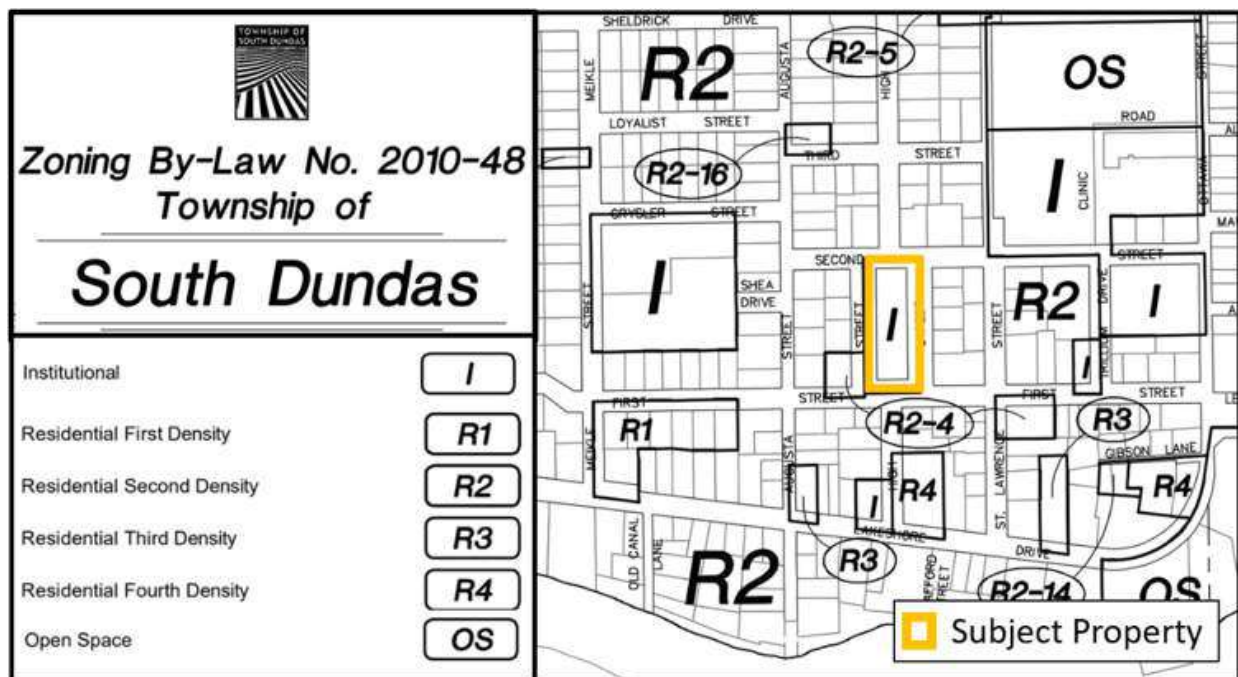 TOWNSHIP OF
SOUTH DUNDAS
Zoning By-Law No. 2010-48
Township of
South Dundas
Institutional
I
Residential First Density
R1
Residential Second Density
R2
Residential Third Density
R3
Residential Fourth Density
R4
Open Space
OS
SHELDRICK DRIVE
MEIKLE
R2
AUGUSTA
R2-5
HIGH
OS
STREET
LOYALIST STREET
ROAD
R2-16
THIRD STREET
I
CLINIC
OTTAWA
CRYSLER STREET
I
SECOND
STREET
SHEA
DRIVE
STREET
STREET
STREET
I
STREET
R2
DRIVE
TRILLIUM
I
I
FIRST
STREET
FIRST
STREET
R1
R2-4
R3
MEIKLE
AUGUSTA
HIGH
R4
I
ST. LAWRENCE
GIBSON LANE
R4
LAKESHORE
DRIVE
OLD CANAL
LANE
R2
R3
STREET
R2-14
OS
Subject Property